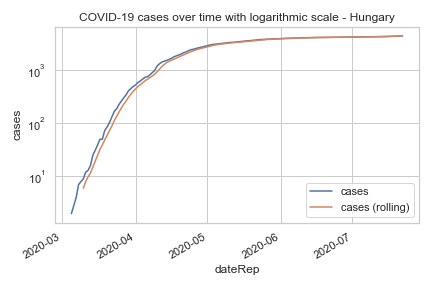 COVID-19 cases over time with logarithmic scale - Hungary
10³
10²
10¹
cases
2020-03
2020-04
2020-05
2020-06
2020-07
dateRep
cases
cases (rolling)